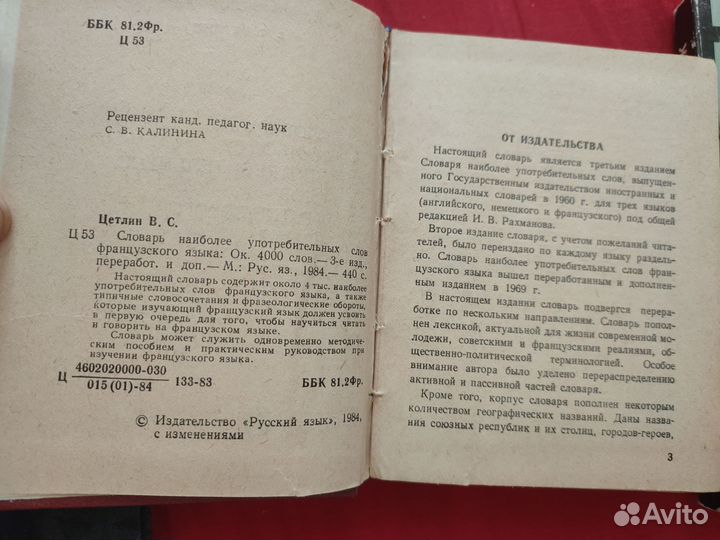 ББК 81.2Фр.
Ц 53
Рецензент канд. педагог. наук
С. В. КАЛИНИНА
Цетлин В. С.
Ц 53 Словарь наиболее употребительных слов
французского языка: Ок. 4000 слов.— 3-е изд.,
переработ. и доп.— М.: Рус. яз., 1984.— 440 с.
Настоящий словарь содержит около 4 тыс. наиболее
употребительных слов французского языка, а также
типичные словосочетания и фразеологические обороты,
которые изучающий французский язык должен усвоить
в первую очередь для того, чтобы научиться читать
и говорить на французском языке.
Словарь может служить одновременно методиче-
ским пособием и практическим руководством при
изучении французского языка.
Ц 4602020000-030
015 (01)-84 133-83 ББК 81.2Фр.
© Издательство «Русский язык», 1984,
с изменениями
ОТ ИЗДАТЕЛЬСТВА
Настоящий словарь является третьим изданием
Словаря наиболее употребительных слов, выпущен-
ного Государственным издательством иностранных и
национальных словарей в 1960 г. для трех языков
(английского, немецкого и французского) под общей
редакцией И. В. Рахманова.
Второе издание словаря, с учетом пожеланий чита-
телей, было переиздано по каждому языку раздель-
но. Словарь наиболее употребительных слов фран-
цузского языка вышел переработанным и дополнен-
ным изданием в 1969 г.
В настоящем издании словарь подвергся перера-
ботке по нескольким направлениям. Словарь попол-
нен лексикой, актуальной для жизни современной мо-
лодежи, советскими и французскими реалиями, об-
щественно-политической терминологией. Особое
внимание автора было уделено перераспределению
активной и пассивной частей словаря.
Кроме того, корпус словаря пополнен некоторым
количеством географических названий. Даны назва-
ния союзных республик и их столиц, городов-героев,
3
Avito